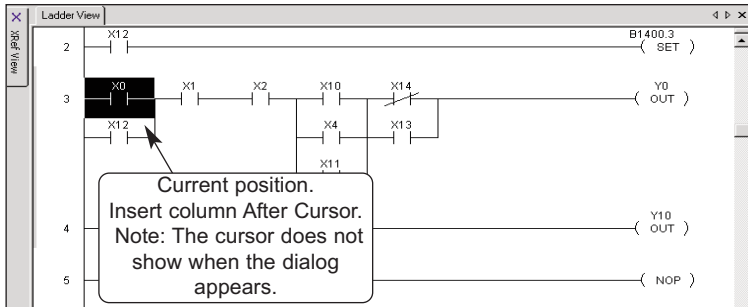 Ladder View
XRef View
X12 B1400.3
2 ( SET )
X0 X1 X2 X10 X14 Y0
3 ( OUT )
X12 X4 X13
X11
Current position.
Insert column After Cursor.
Note: The cursor does not
show when the dialog
appears.
Y10
4 ( OUT )
5 ( NOP )